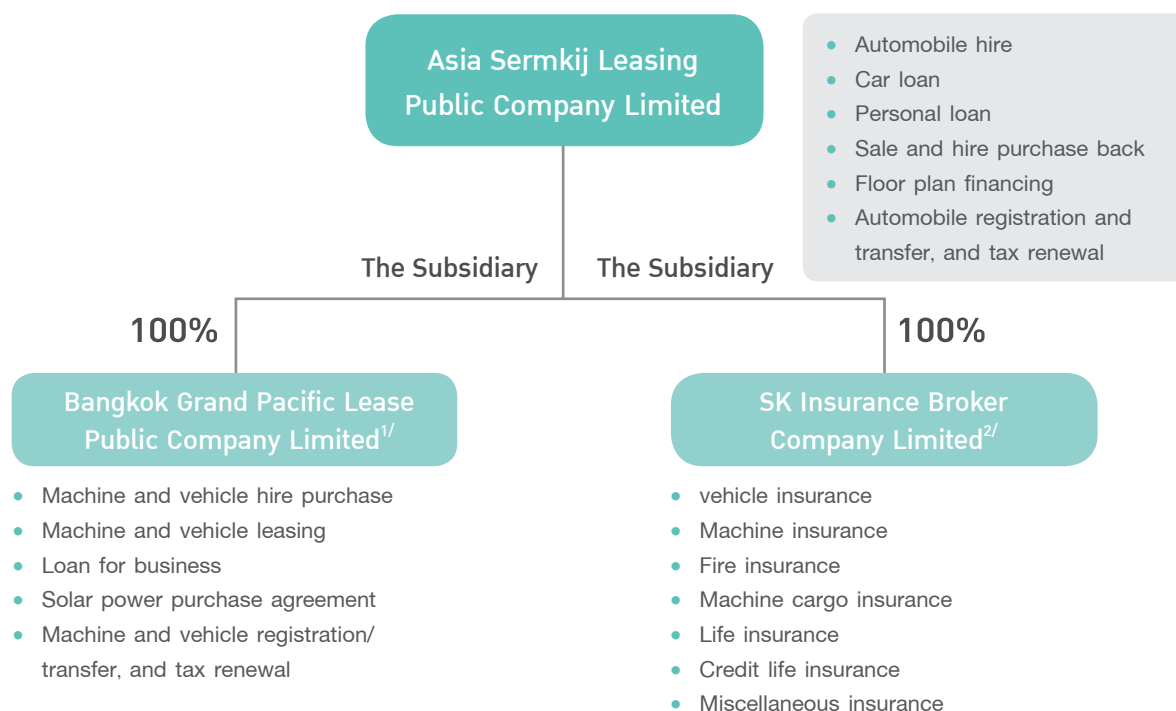 Asia Sermkij Leasing
Public Company Limited
• Automobile hire
• Car loan
• Personal loan
• Sale and hire purchase back
• Floor plan financing
• Automobile registration and
transfer, and tax renewal
The Subsidiary
The Subsidiary
100%
100%
Bangkok Grand Pacific Lease
Public Company Limited1/
• Machine and vehicle hire purchase
• Machine and vehicle leasing
• Loan for business
• Solar power purchase agreement
• Machine and vehicle registration/
transfer, and tax renewal
SK Insurance Broker
Company Limited2/
• vehicle insurance
• Machine insurance
• Fire insurance
• Machine cargo insurance
• Life insurance
• Credit life insurance
• Miscellaneous insurance